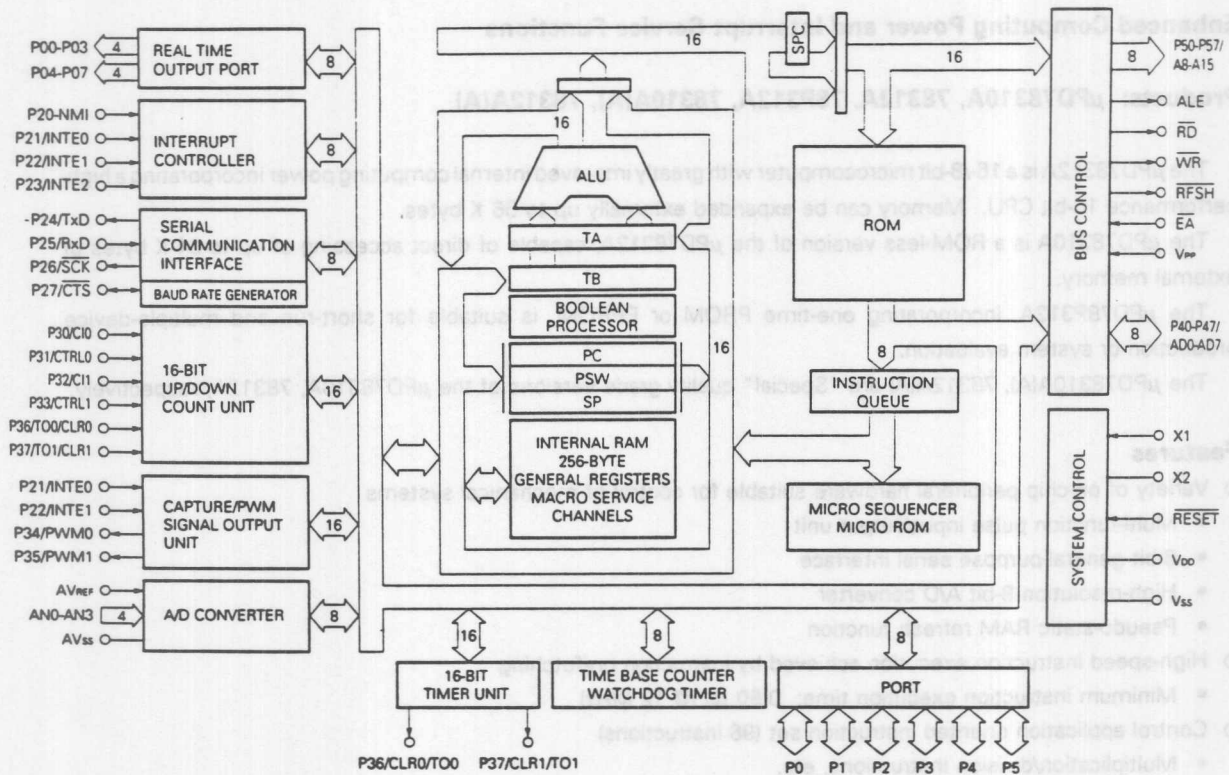 P00-P03
4
P04-P07
4
REAL TIME
OUTPUT PORT
8
P20-NMI
P21/INTE0
P22/INTE1
P23/INTE2
INTERRUPT
CONTROLLER
8
-P24/TxD
P25/RxD
P26/SCK
P27/CTS
SERIAL
COMMUNICATION
INTERFACE
BAUD RATE GENERATOR
8
P30/CI0
P31/CTRL0
P32/CI1
P33/CTRL1
P36/TO0/CLR0
P37/TO1/CLR1
16-BIT
UP/DOWN
COUNT UNIT
16
P21/INTE0
P22/INTE1
P34/PWM0
P35/PWM1
CAPTURE/PWM
SIGNAL OUTPUT
UNIT
16
AVREF
AN0-AN3
4
AVSS
A/D CONVERTER
8
16
16
ALU
TA
TB
BOOLEAN
PROCESSOR
PC
PSW
SP
INTERNAL RAM
256-BYTE
GENERAL REGISTERS
MACRO SERVICE
CHANNELS
16
SPC
16
ROM
8
INSTRUCTION
QUEUE
MICRO SEQUENCER
MICRO ROM
BUS CONTROL
8
P50-P57/
A8-A15
ALE
RD
WR
RFSH
EA
VPP
8
P40-P47/
AD0-AD7
SYSTEM CONTROL
X1
X2
RESET
VDD
VSS
16
16-BIT
TIMER UNIT
P36/CLR0/TO0
P37/CLR1/TO1
8
TIME BASE COUNTER
WATCHDOG TIMER
8
PORT
P0 P1 P2 P3 P4 P5